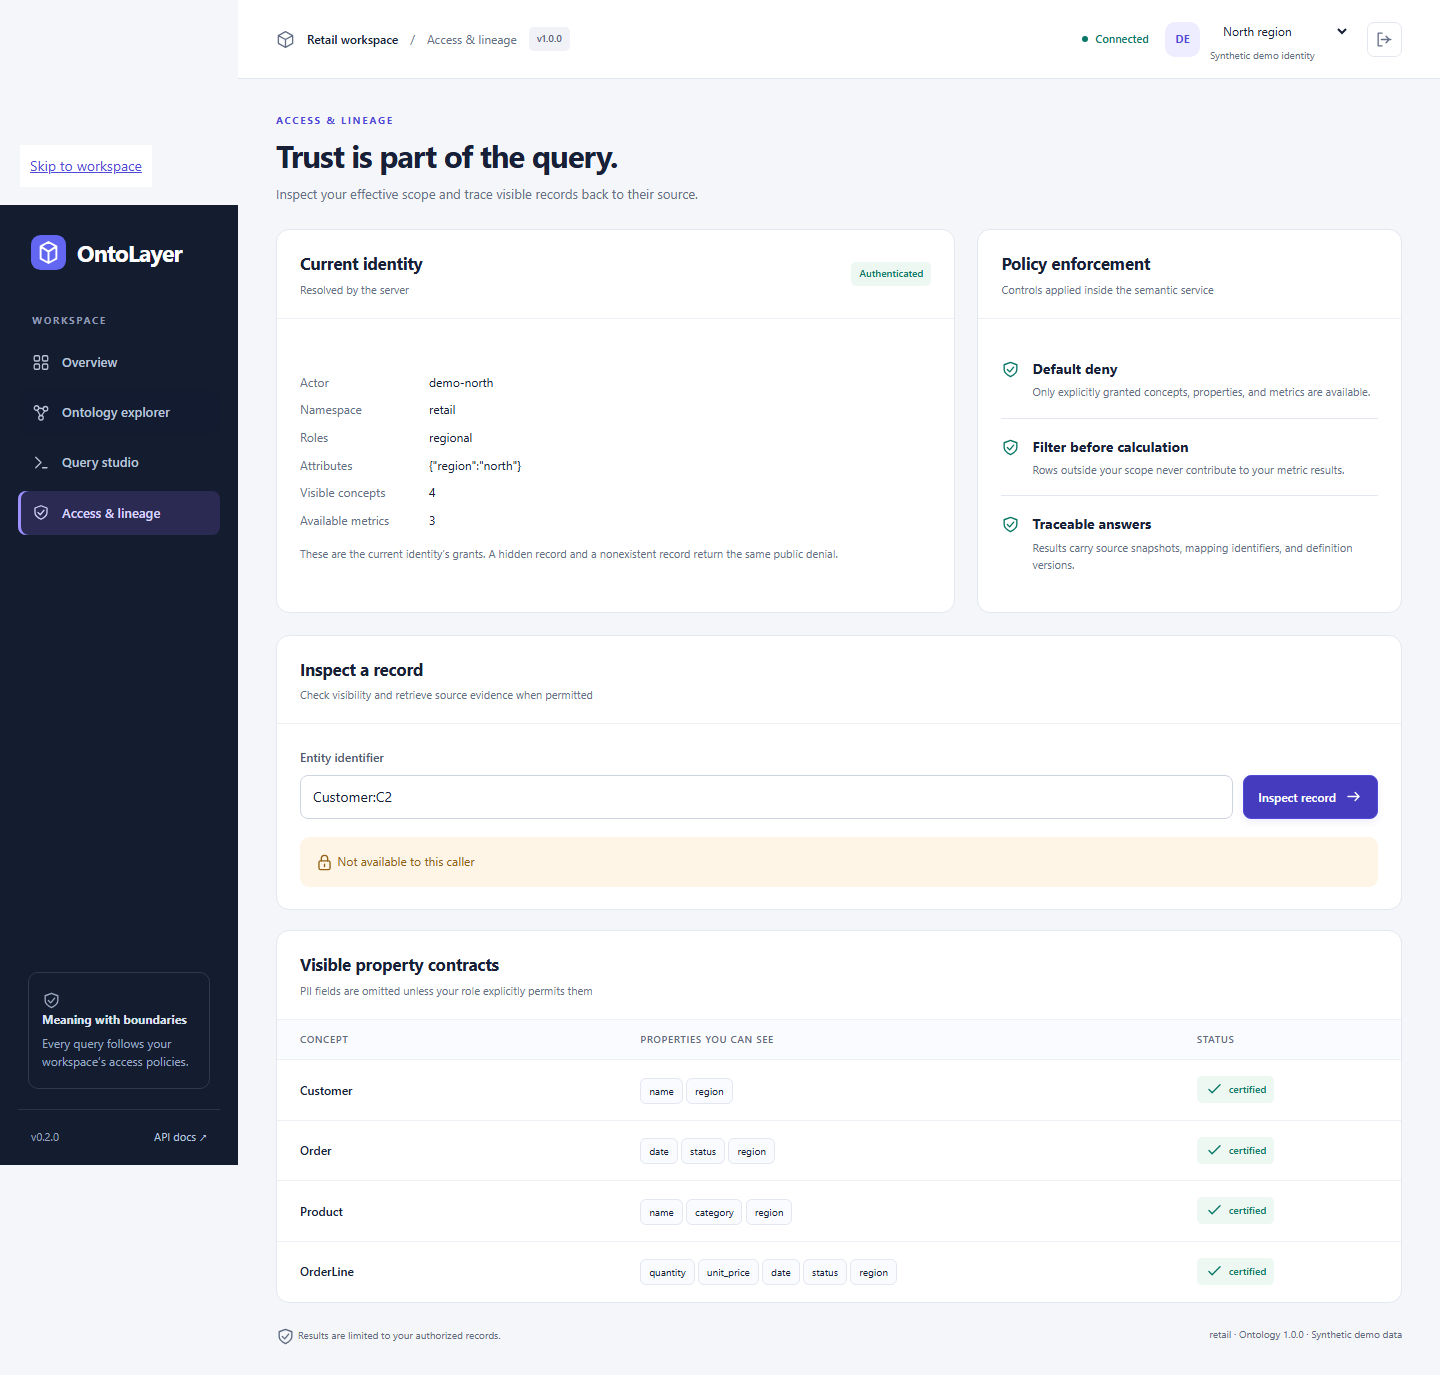 Retail workspace / Access & lineage v1.0.0
Connected
DE
North region
Synthetic demo identity
Skip to workspace
OntoLayer
WORKSPACE
Overview
Ontology explorer
Query studio
Access & lineage
Meaning with boundaries
Every query follows your
workspace's access policies.
v0.2.0
API docs ↗
ACCESS & LINEAGE
Trust is part of the query.
Inspect your effective scope and trace visible records back to their source.
Current identity
Resolved by the server
Authenticated
Actor demo-north
Namespace retail
Roles regional
Attributes {"region":"north"}
Visible concepts 4
Available metrics 3
These are the current identity's grants. A hidden record and a nonexistent record return the same public denial.
Policy enforcement
Controls applied inside the semantic service
Default deny
Only explicitly granted concepts, properties, and metrics are available.
Filter before calculation
Rows outside your scope never contribute to your metric results.
Traceable answers
Results carry source snapshots, mapping identifiers, and definition
versions.
Inspect a record
Check visibility and retrieve source evidence when permitted
Entity identifier
Customer:C2
Inspect record →
Not available to this caller
Visible property contracts
PII fields are omitted unless your role explicitly permits them
CONCEPT PROPERTIES YOU CAN SEE STATUS
Customer name region certified
Order date status region certified
Product name category region certified
OrderLine quantity unit_price date status region certified
Results are limited to your authorized records.
retail · Ontology 1.0.0 · Synthetic demo data